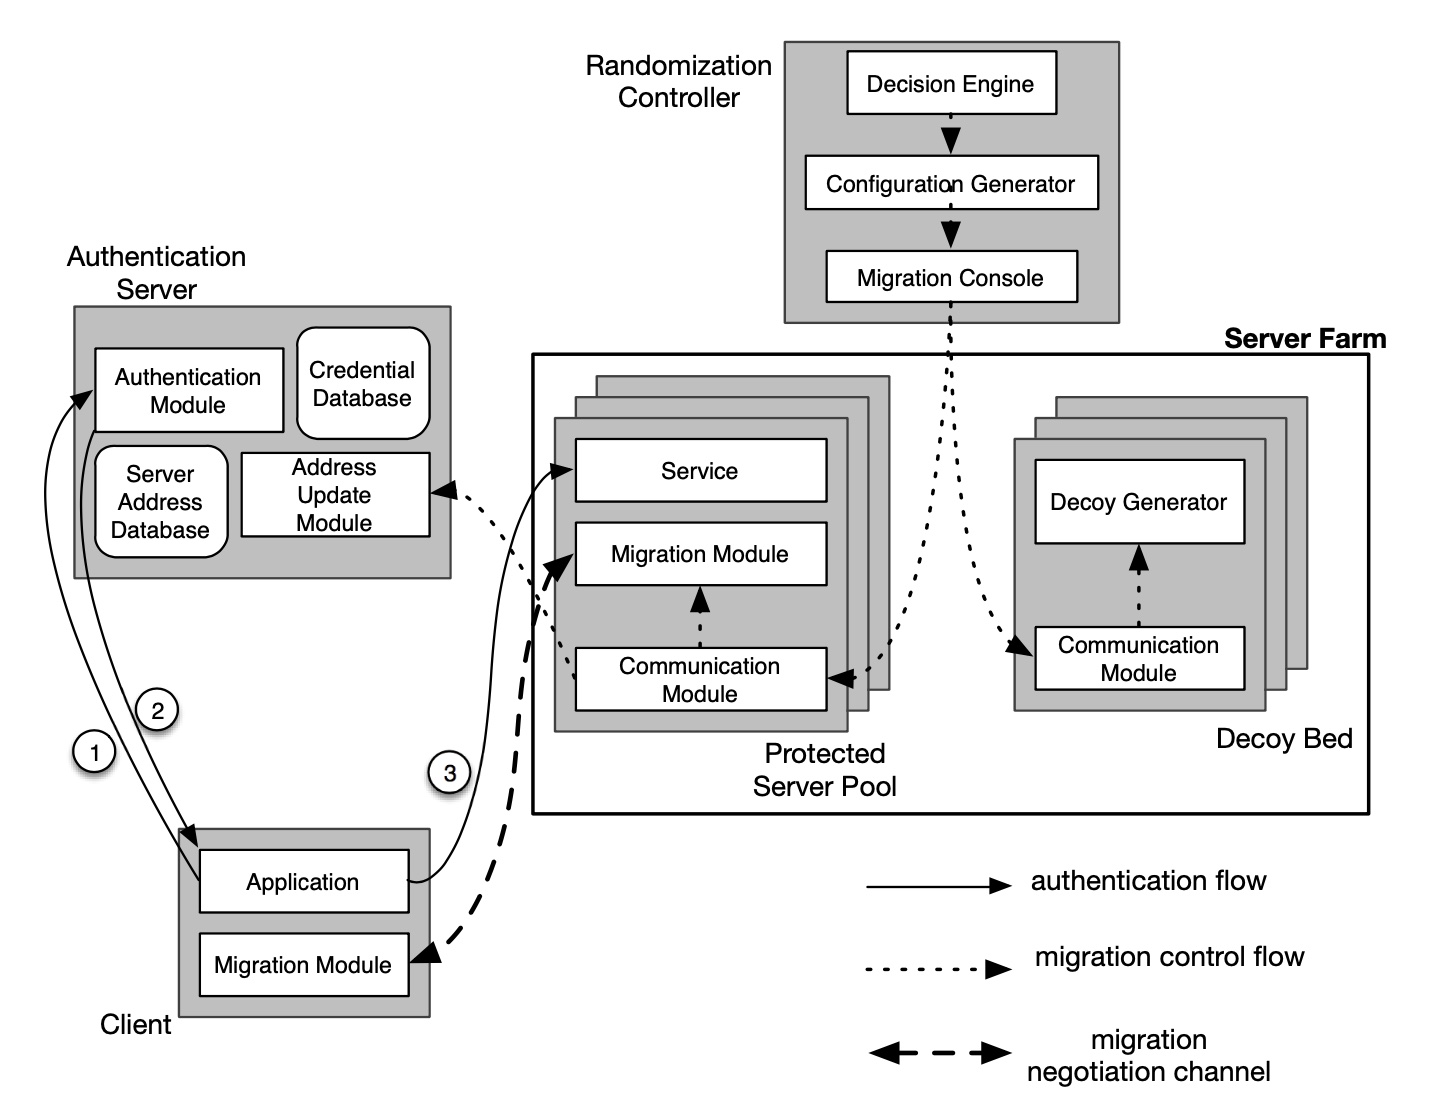 Randomization
Controller
Decision Engine
Configuration Generator
Migration Console
Authentication
Server
Authentication
Module
Credential
Database
Server
Address
Database
Address
Update
Module
Server Farm
Service
Migration Module
Communication
Module
Protected
Server Pool
Decoy Generator
Communication
Module
Decoy Bed
1
2
3
Application
Migration Module
Client
authentication flow
migration control flow
migration
negotiation channel